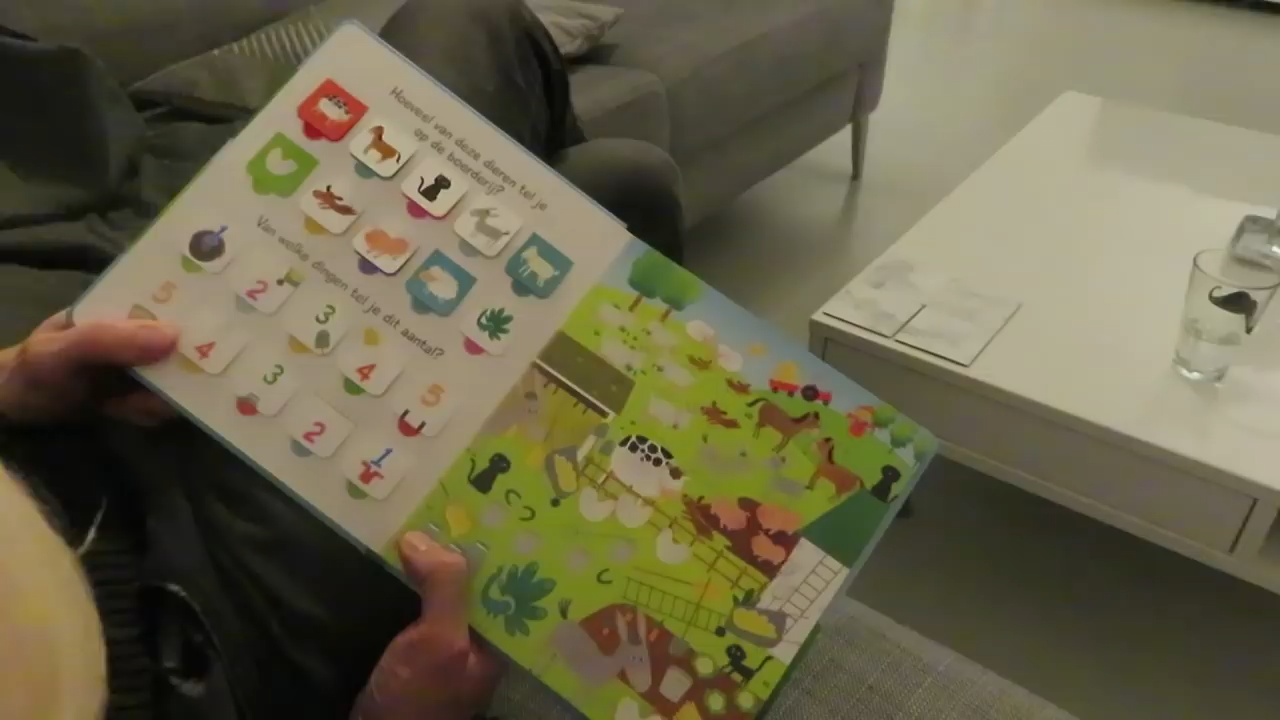 Hoeveel van deze dieren tel je
op de boerderij?
Van welke dingen tel je dit aantal?
5 2 3 4 5
4 3 2 1